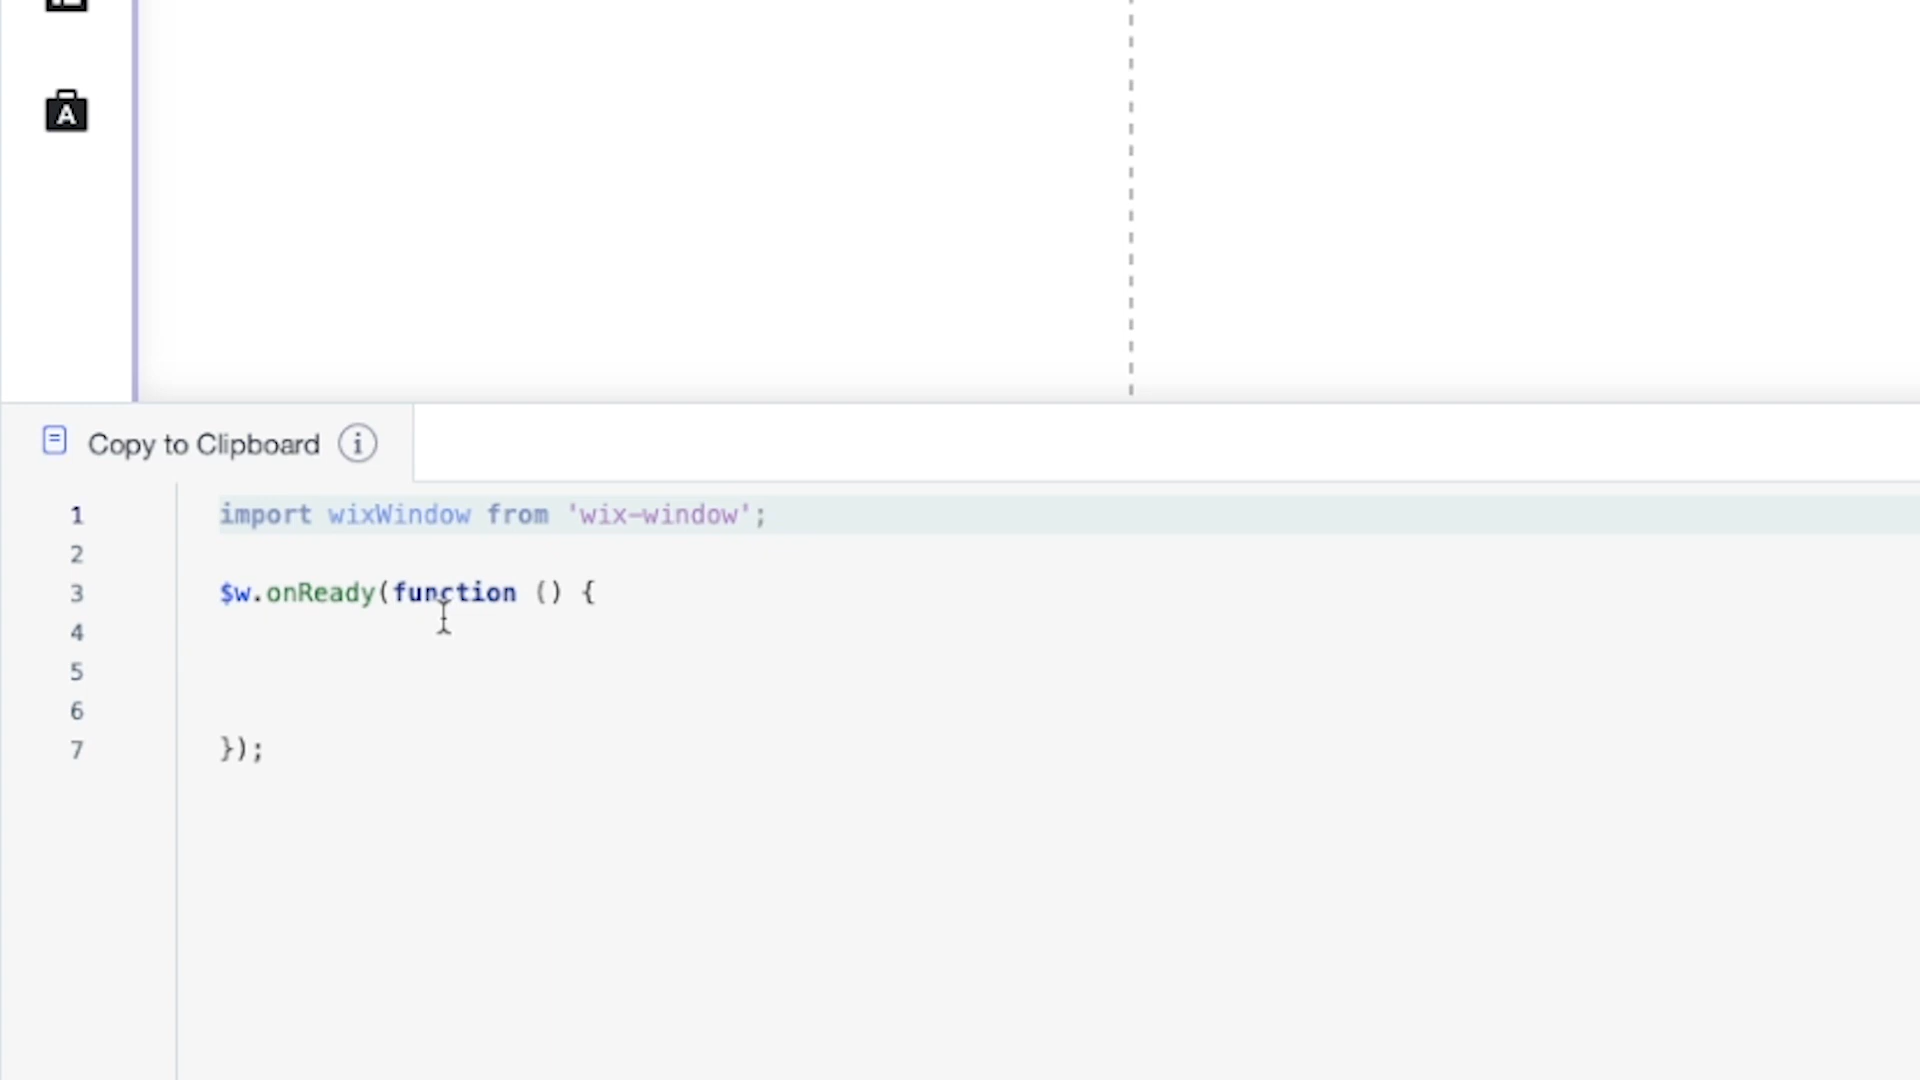 A
Copy to Clipboard i
1 import wixWindow from 'wix-window';
2
3 $w.onReady(function () {
4
5
6
7 });